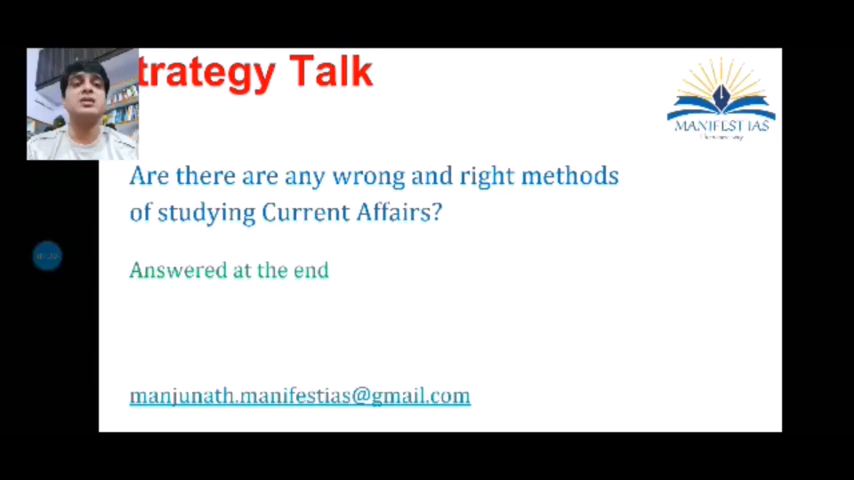 trategy Talk
MANIFEST IAS
Are there are any wrong and right methods
of studying Current Affairs?
Answered at the end
manjunath.manifestias@gmail.com